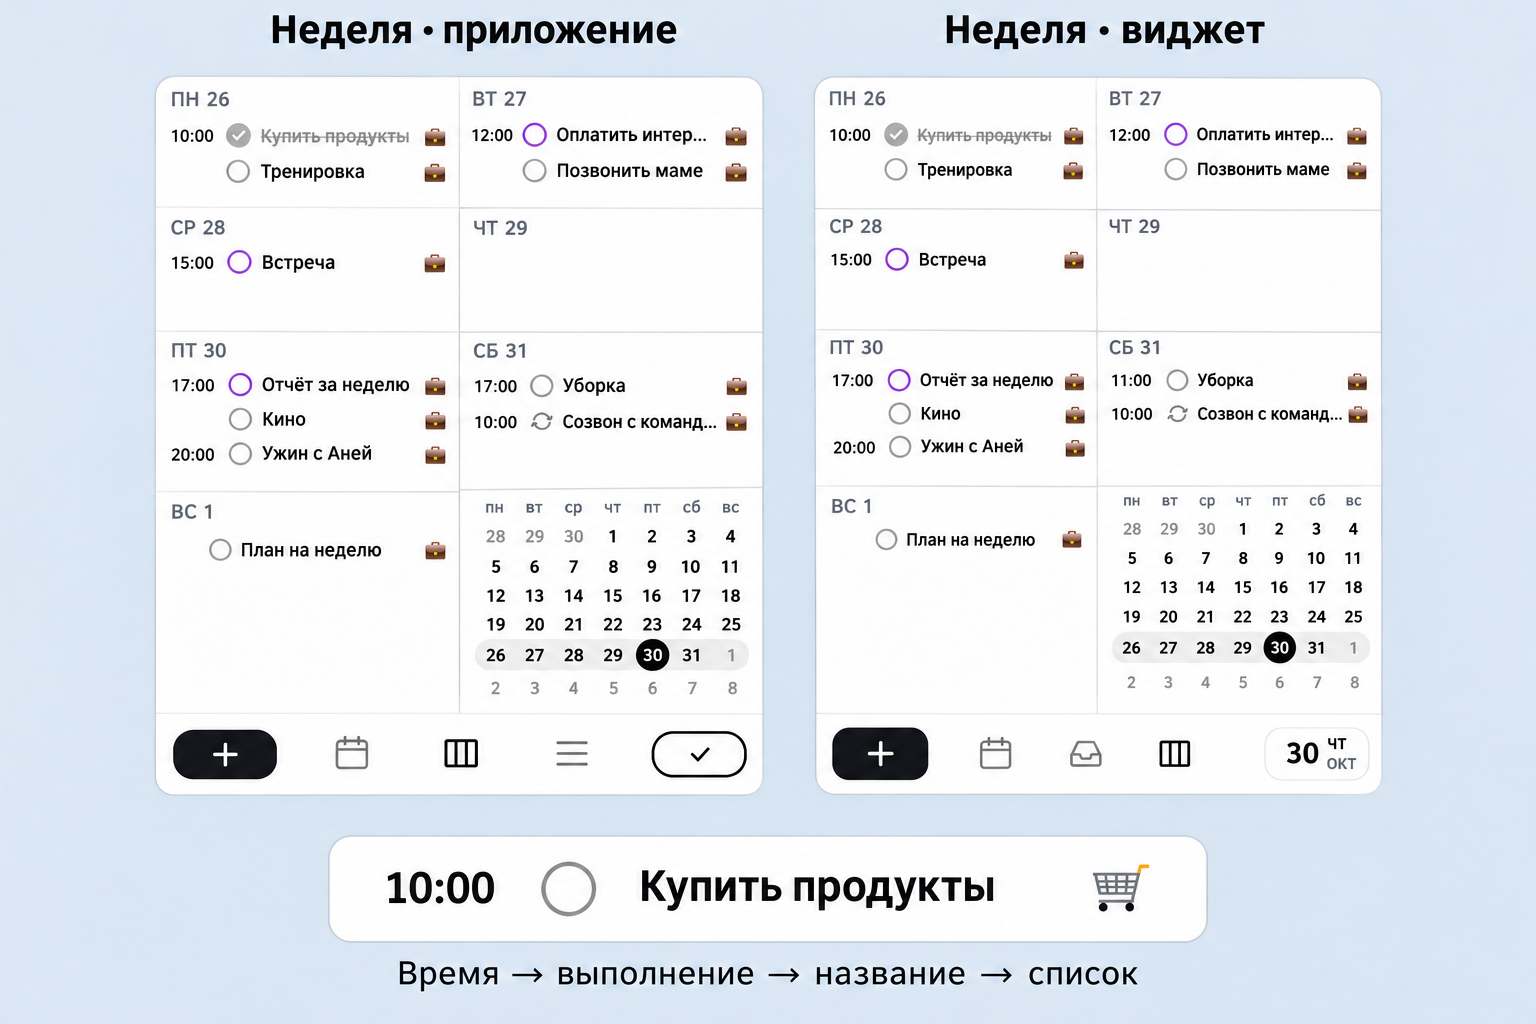 Неделя • приложение
ПН 26
10:00 Купить продукты
Тренировка
ВТ 27
12:00 Оплатить интер...
Позвонить маме
СР 28
15:00 Встреча
ЧТ 29
ПТ 30
17:00 Отчёт за неделю
Кино
20:00 Ужин с Аней
СБ 31
17:00 Уборка
10:00 Созвон с команд...
ВС 1
План на неделю
пн вт ср чт пт сб вс
28 29 30 1 2 3 4
5 6 7 8 9 10 11
12 13 14 15 16 17 18
19 20 21 22 23 24 25
26 27 28 29 30 31 1
2 3 4 5 6 7 8
Неделя • виджет
ПН 26
10:00 Купить продукты
Тренировка
ВТ 27
12:00 Оплатить интер...
Позвонить маме
СР 28
15:00 Встреча
ЧТ 29
ПТ 30
17:00 Отчёт за неделю
Кино
20:00 Ужин с Аней
СБ 31
11:00 Уборка
10:00 Созвон с команд...
ВС 1
План на неделю
пн вт ср чт пт сб вс
28 29 30 1 2 3 4
5 6 7 8 9 10 11
12 13 14 15 16 17 18
19 20 21 22 23 24 25
26 27 28 29 30 31 1
2 3 4 5 6 7 8
30 ЧТ
ОКТ
10:00 Купить продукты
Время → выполнение → название → список